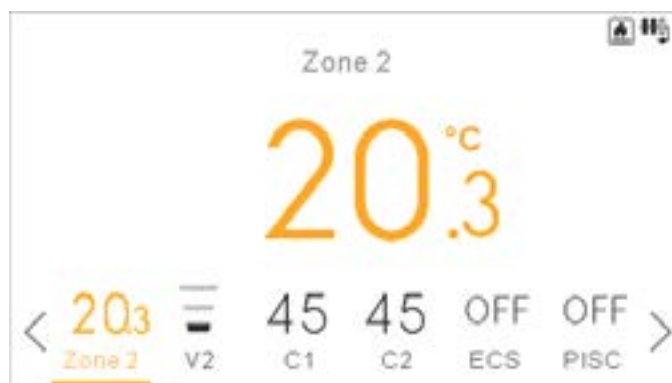 Zone 2
20.3 °C
20.3 45 45 OFF OFF
Zone 2 V2 C1 C2 ECS PISC